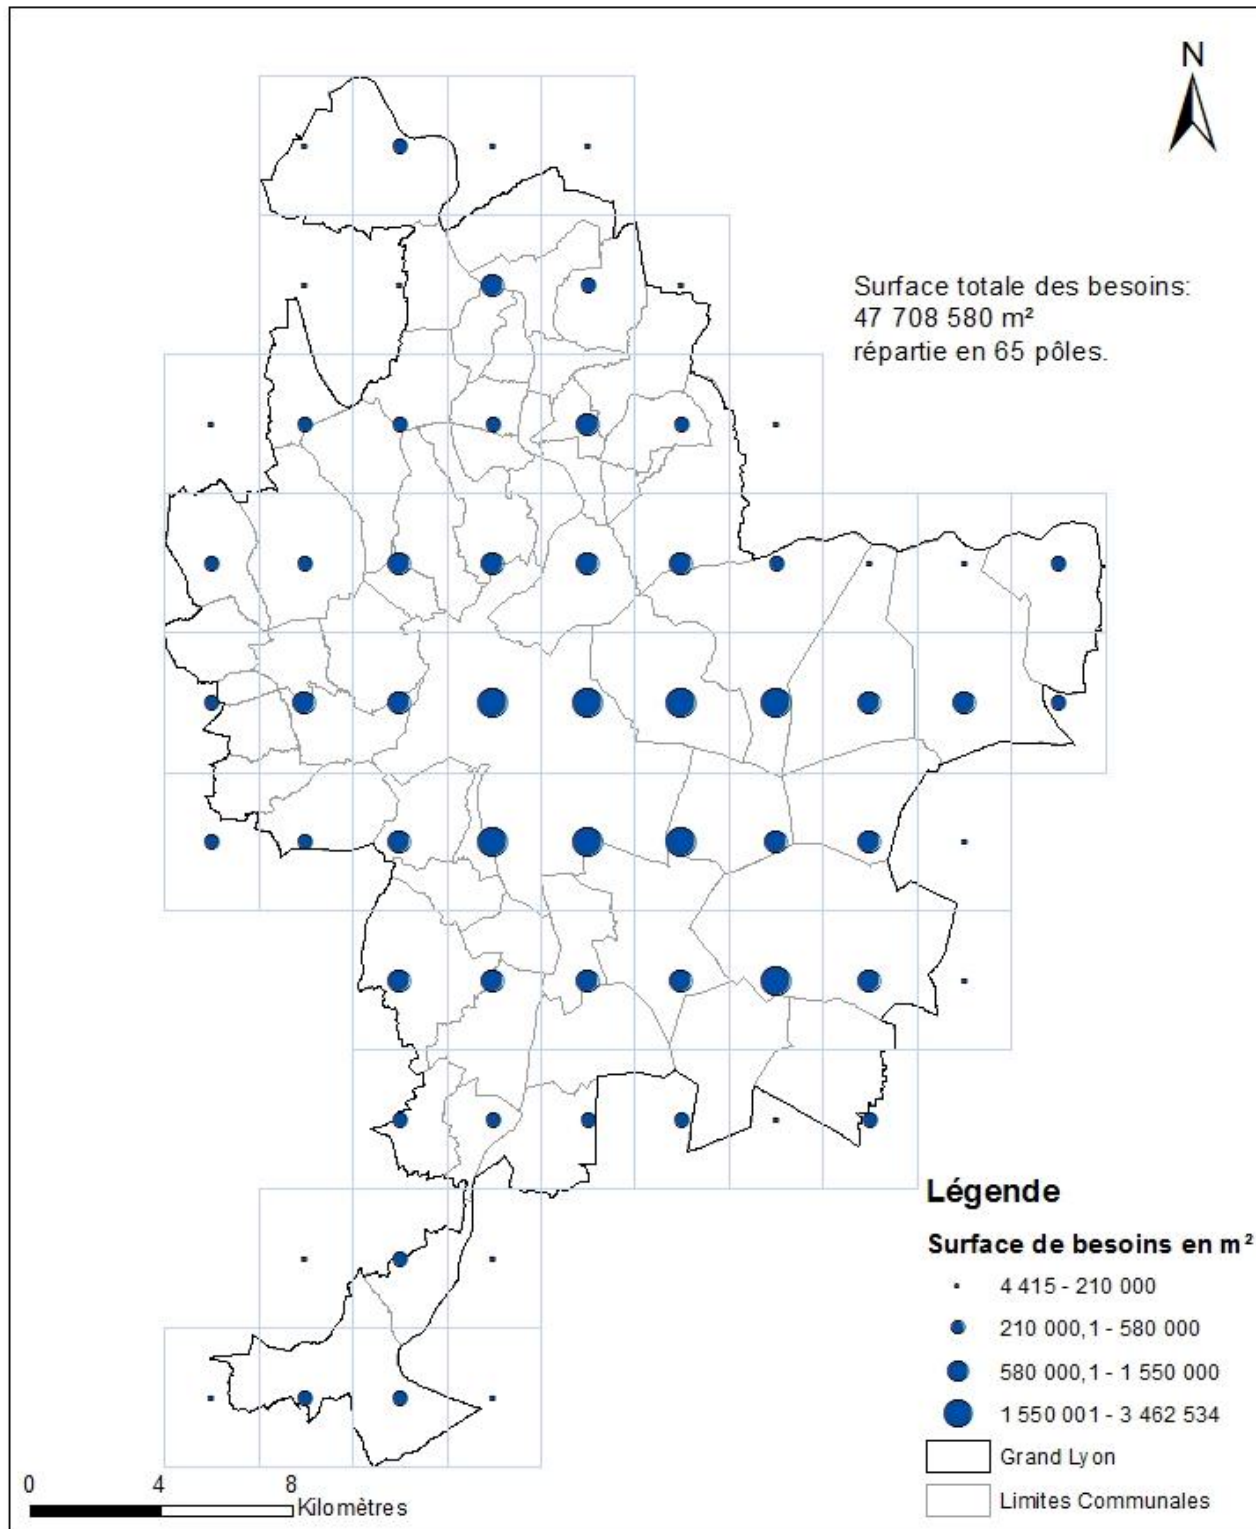 N
Surface totale des besoins:
47 708 580 m²
répartie en 65 pôles.
Légende
Surface de besoins en m²
4 415 - 210 000
210 000,1 - 580 000
580 000,1 - 1 550 000
1 550 001 - 3 462 534
Grand Lyon
Limites Communales
0 4 8
Kilomètres